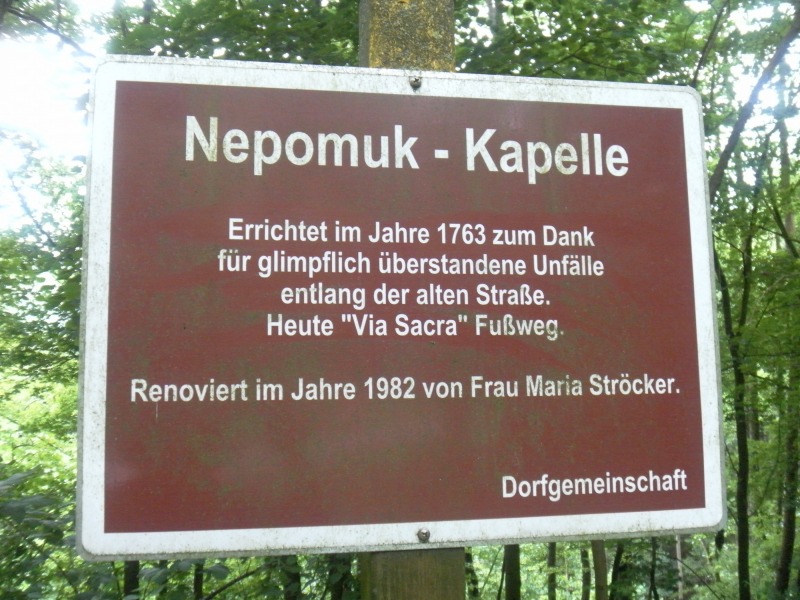 Nepomuk - Kapelle
Errichtet im Jahre 1763 zum Dank
für glimpflich überstandene Unfälle
entlang der alten Straße.
Heute "Via Sacra" Fußweg.
Renoviert im Jahre 1982 von Frau Maria Ströcker.
Dorfgemeinschaft